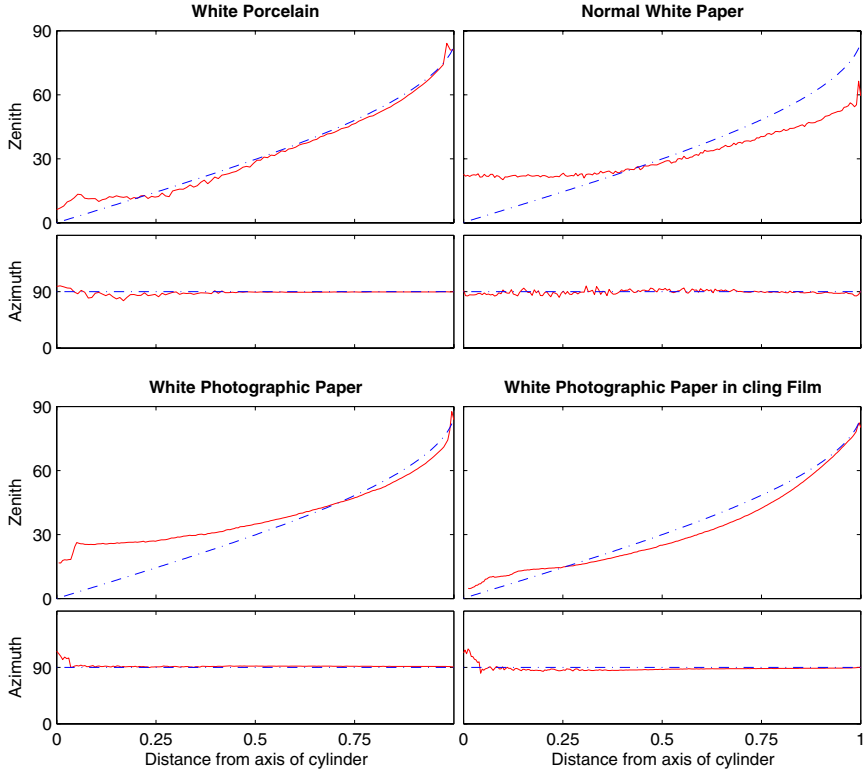 White Porcelain
Normal White Paper
90
60
30
0
Zenith
90
0
Azimuth
White Photographic Paper
White Photographic Paper in cling Film
90
60
30
0
Zenith
90
0
Azimuth
0 0.25 0.5 0.75 0 0.25 0.5 0.75 1
Distance from axis of cylinder
Distance from axis of cylinder